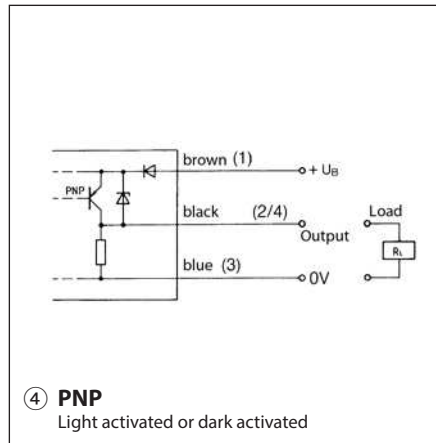 brown (1)
+ UB
PNP
black (2/4)
Load
Output
RL
blue (3)
0V
④ PNP
Light activated or dark activated